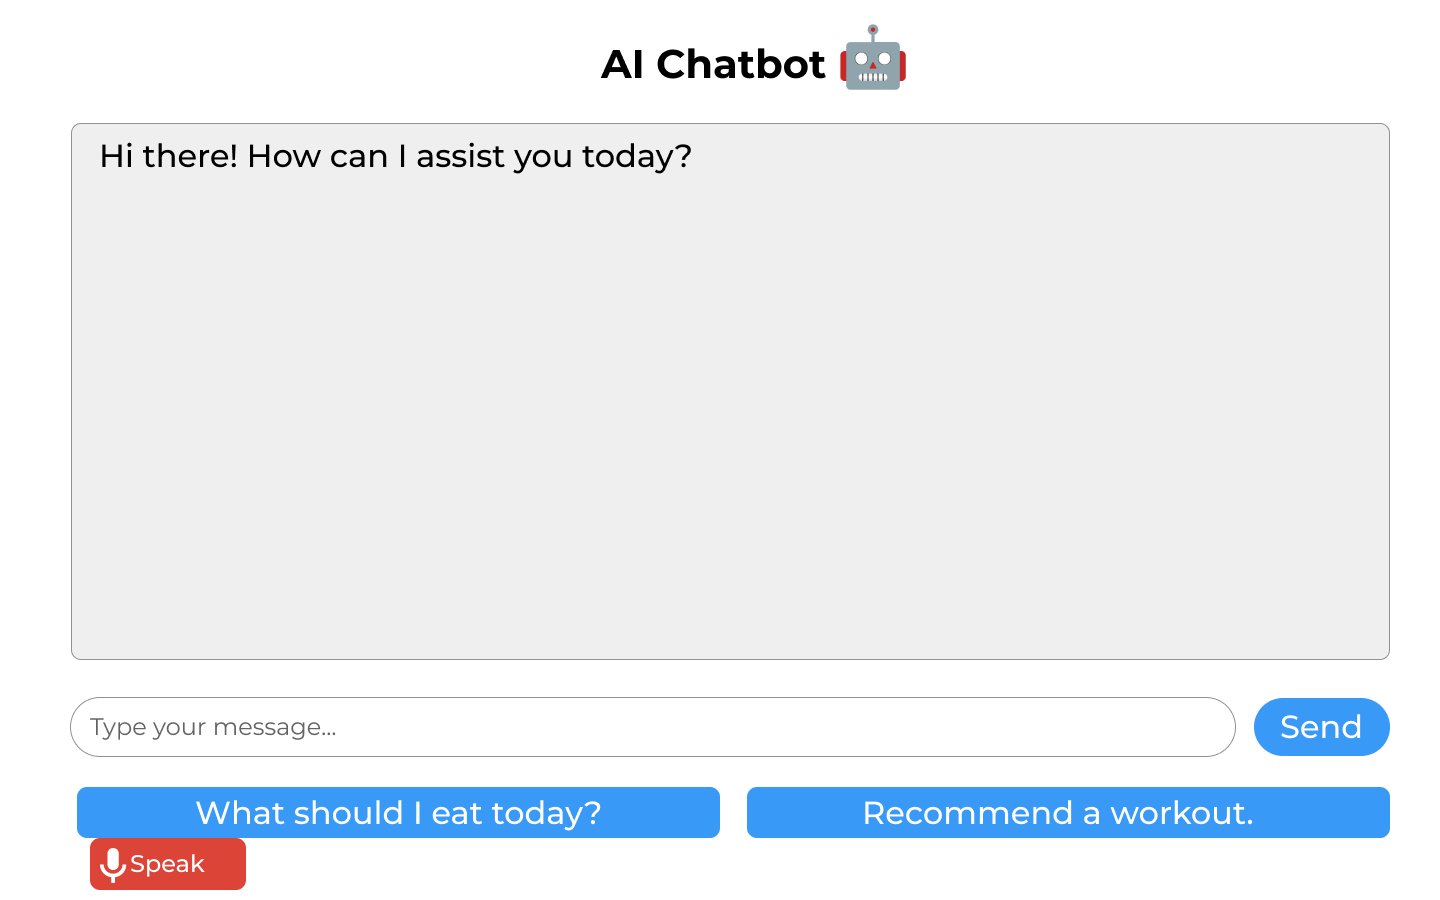 AI Chatbot 🤖
Hi there! How can I assist you today?
Type your message...
Send
What should I eat today?
Recommend a workout.
Speak